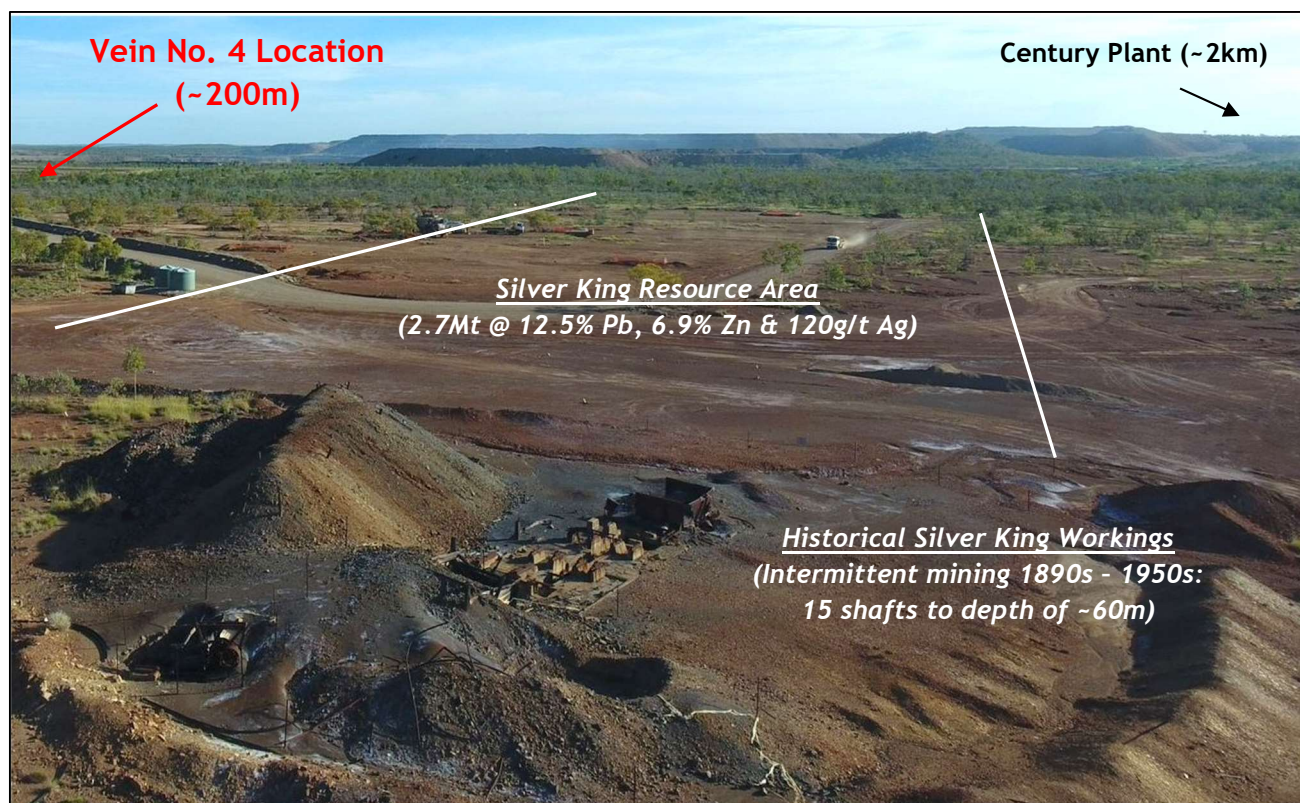 Vein No. 4 Location
(~200m)
Century Plant (~2km)
Silver King Resource Area
(2.7Mt @ 12.5% Pb, 6.9% Zn & 120g/t Ag)
Historical Silver King Workings
(Intermittent mining 1890s – 1950s:
15 shafts to depth of ~60m)